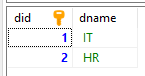 did dname
1 IT
2 HR